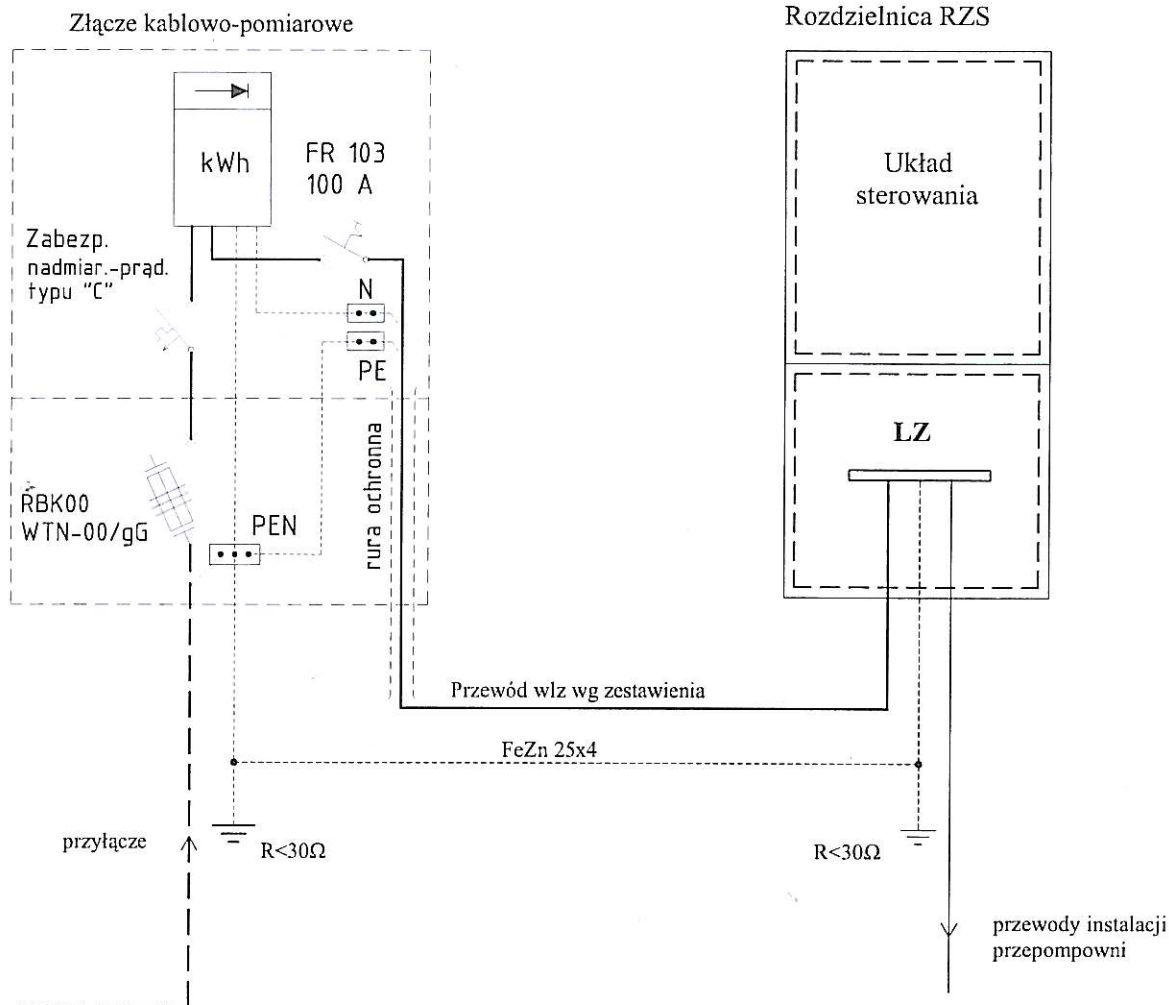 Złącze kablowo-pomiarowe
Rozdzielnica RZS
kWh
FR 103
100 A
Układ
sterowania
Zabezp.
nadmiar.-prąd.
typu "C"
N
PE
LZ
rura ochronna
RBK00
WTN-00/gG
PEN
Przewód wlz wg zestawienia
FeZn 25x4
przyłącze
R<30Ω
R<30Ω
przewody instalacji
przepompowni